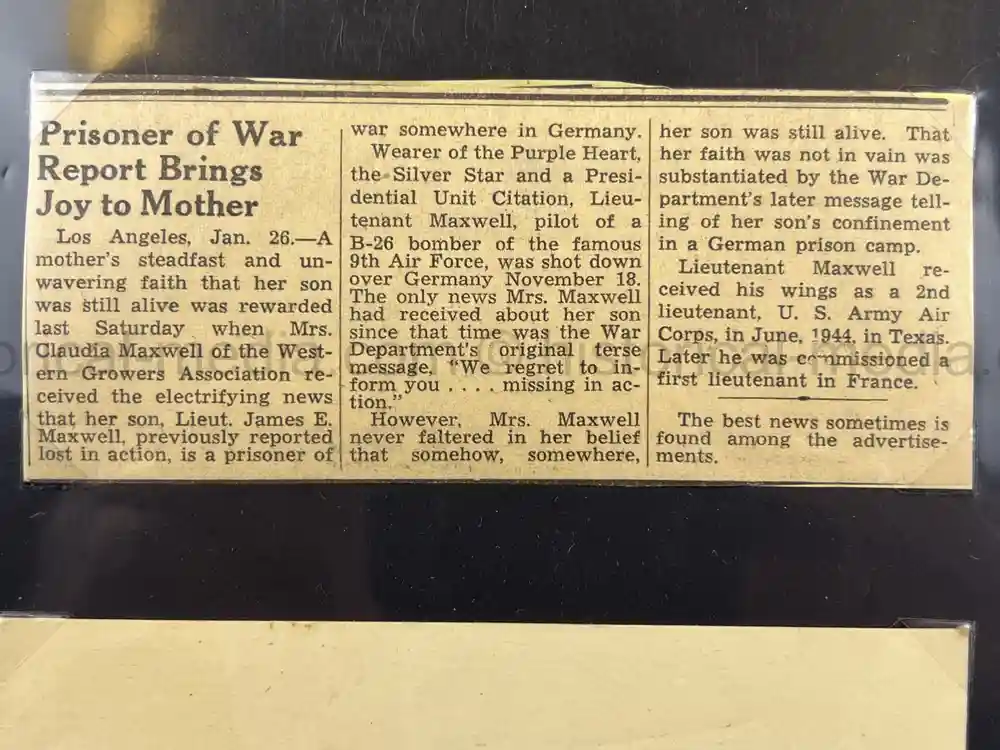 Prisoner of War
Report Brings
Joy to Mother
Los Angeles, Jan. 26.—A
mother's steadfast and un-
wavering faith that her son
was still alive was rewarded
last Saturday when Mrs.
Claudia Maxwell of the West-
ern Growers Association re-
ceived the electrifying news
that her son, Lieut. James E.
Maxwell, previously reported
lost in action, is a prisoner of
war somewhere in Germany.
Wearer of the Purple Heart,
the Silver Star and a Presi-
dential Unit Citation, Lieu-
tenant Maxwell, pilot of a
B-26 bomber of the famous
9th Air Force, was shot down
over Germany November 18.
The only news Mrs. Maxwell
had received about her son
since that time was the War
Department's original terse
message, "We regret to in-
form you . . . . missing in ac-
tion."
However, Mrs. Maxwell
never faltered in her belief
that somehow, somewhere,
her son was still alive. That
her faith was not in vain was
substantiated by the War De-
partment's later message tell-
ing of her son's confinement
in a German prison camp.
Lieutenant Maxwell re-
ceived his wings as a 2nd
lieutenant, U. S. Army Air
Corps, in June, 1944, in Texas.
Later he was commissioned a
first lieutenant in France.
The best news sometimes is
found among the advertise-
ments.